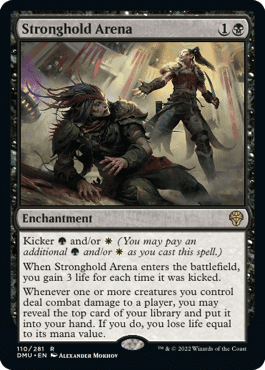 Stronghold Arena 1
Enchantment
Kicker and/or (You may pay an
additional and/or as you cast this spell.)
When Stronghold Arena enters the battlefield,
you gain 3 life for each time it was kicked.
Whenever one or more creatures you control
deal combat damage to a player, you may
reveal the top card of your library and put it
into your hand. If you do, you lose life equal
to its mana value.
110/281 R
DMU • EN Alexander Mokhov
™ & © 2022 Wizards of the Coast